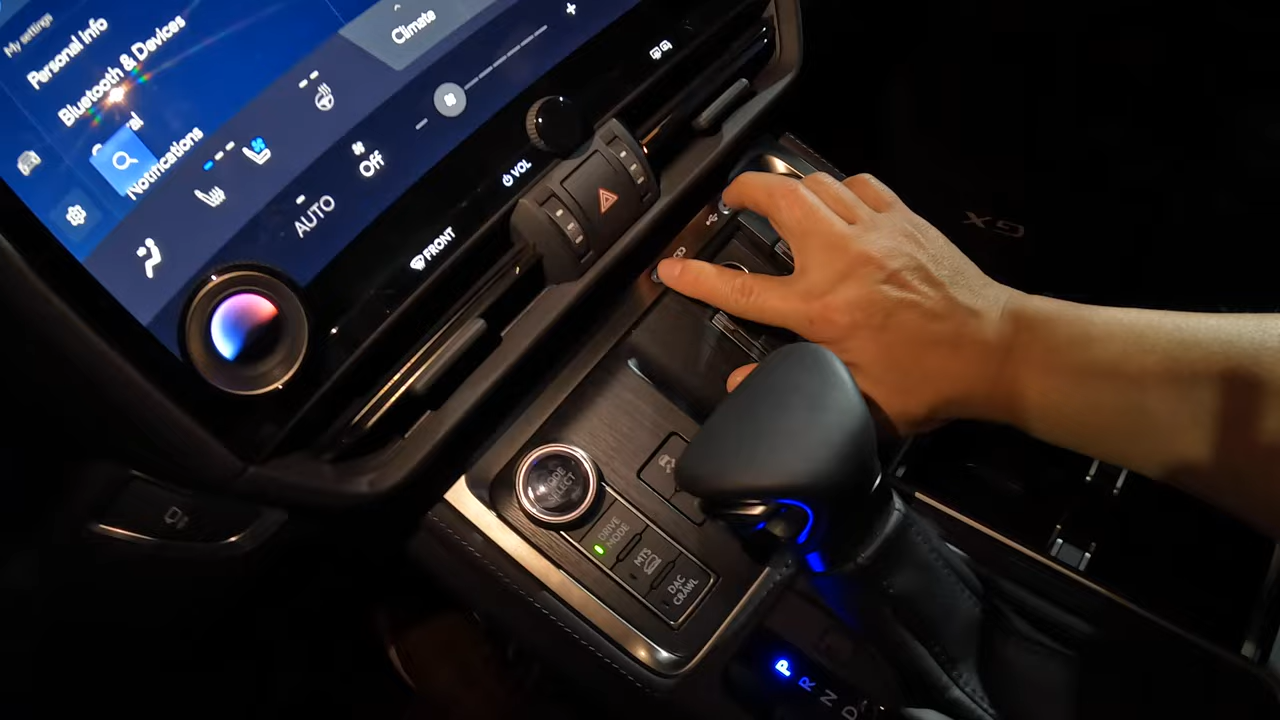 My settings
Personal info
Bluetooth & Devices
Notifications
Climate
Off
AUTO
VOL
FRONT
GX
MODE
SELECT
DRIVE
MODE
MTS
DAC
CRAWL
P
R
N
D